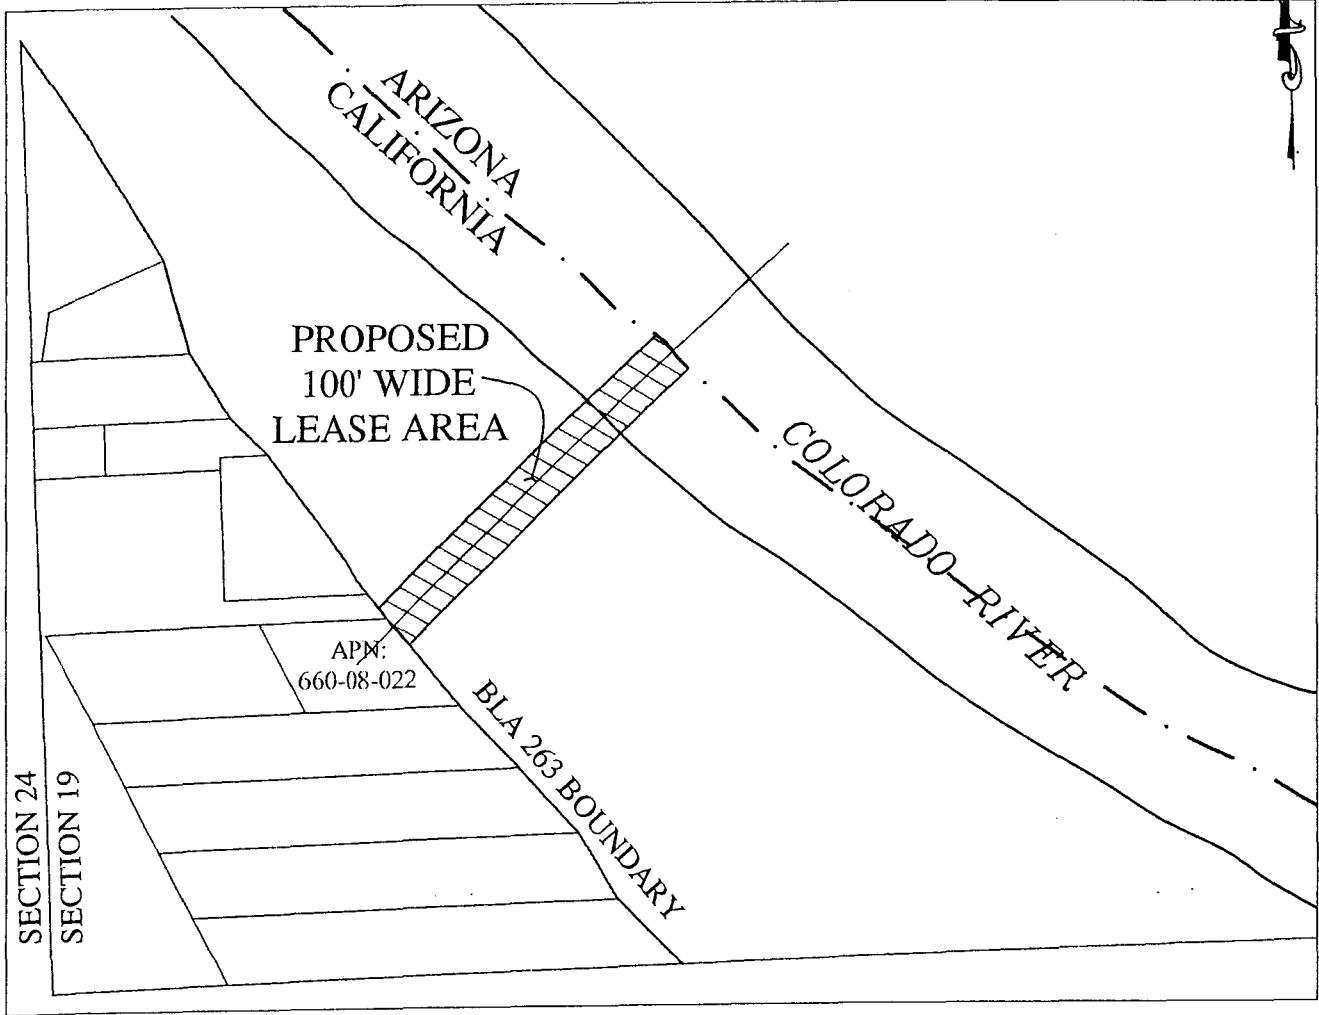 ARIZONA
CALIFORNIA
PROPOSED
100' WIDE
LEASE AREA
COLORADO RIVER
APN:
660-08-022
BLA 263 BOUNDARY
SECTION 24
SECTION 19